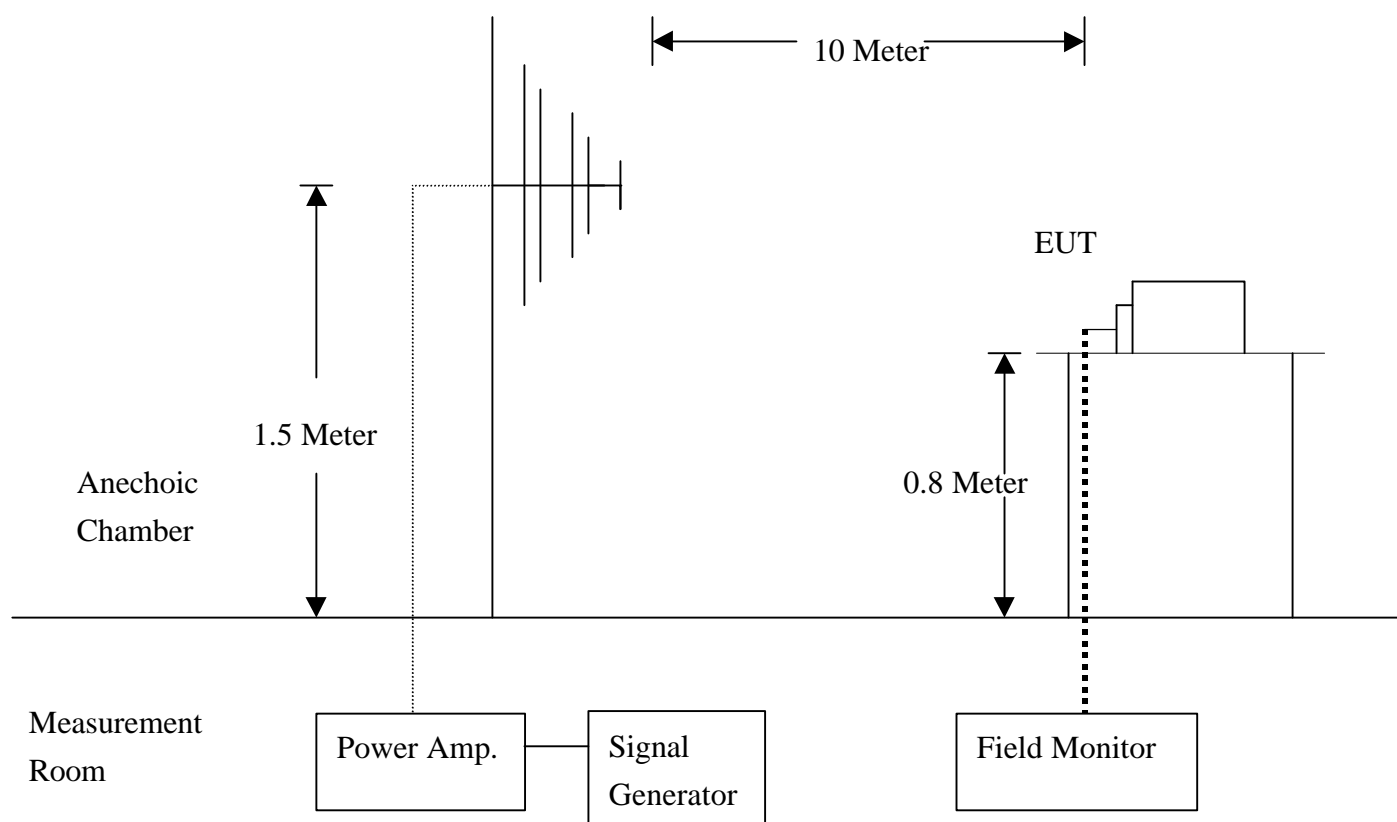 10 Meter
EUT
1.5 Meter
Anechoic
Chamber
0.8 Meter
Measurement
Room
Power Amp.
Signal
Generator
Field Monitor